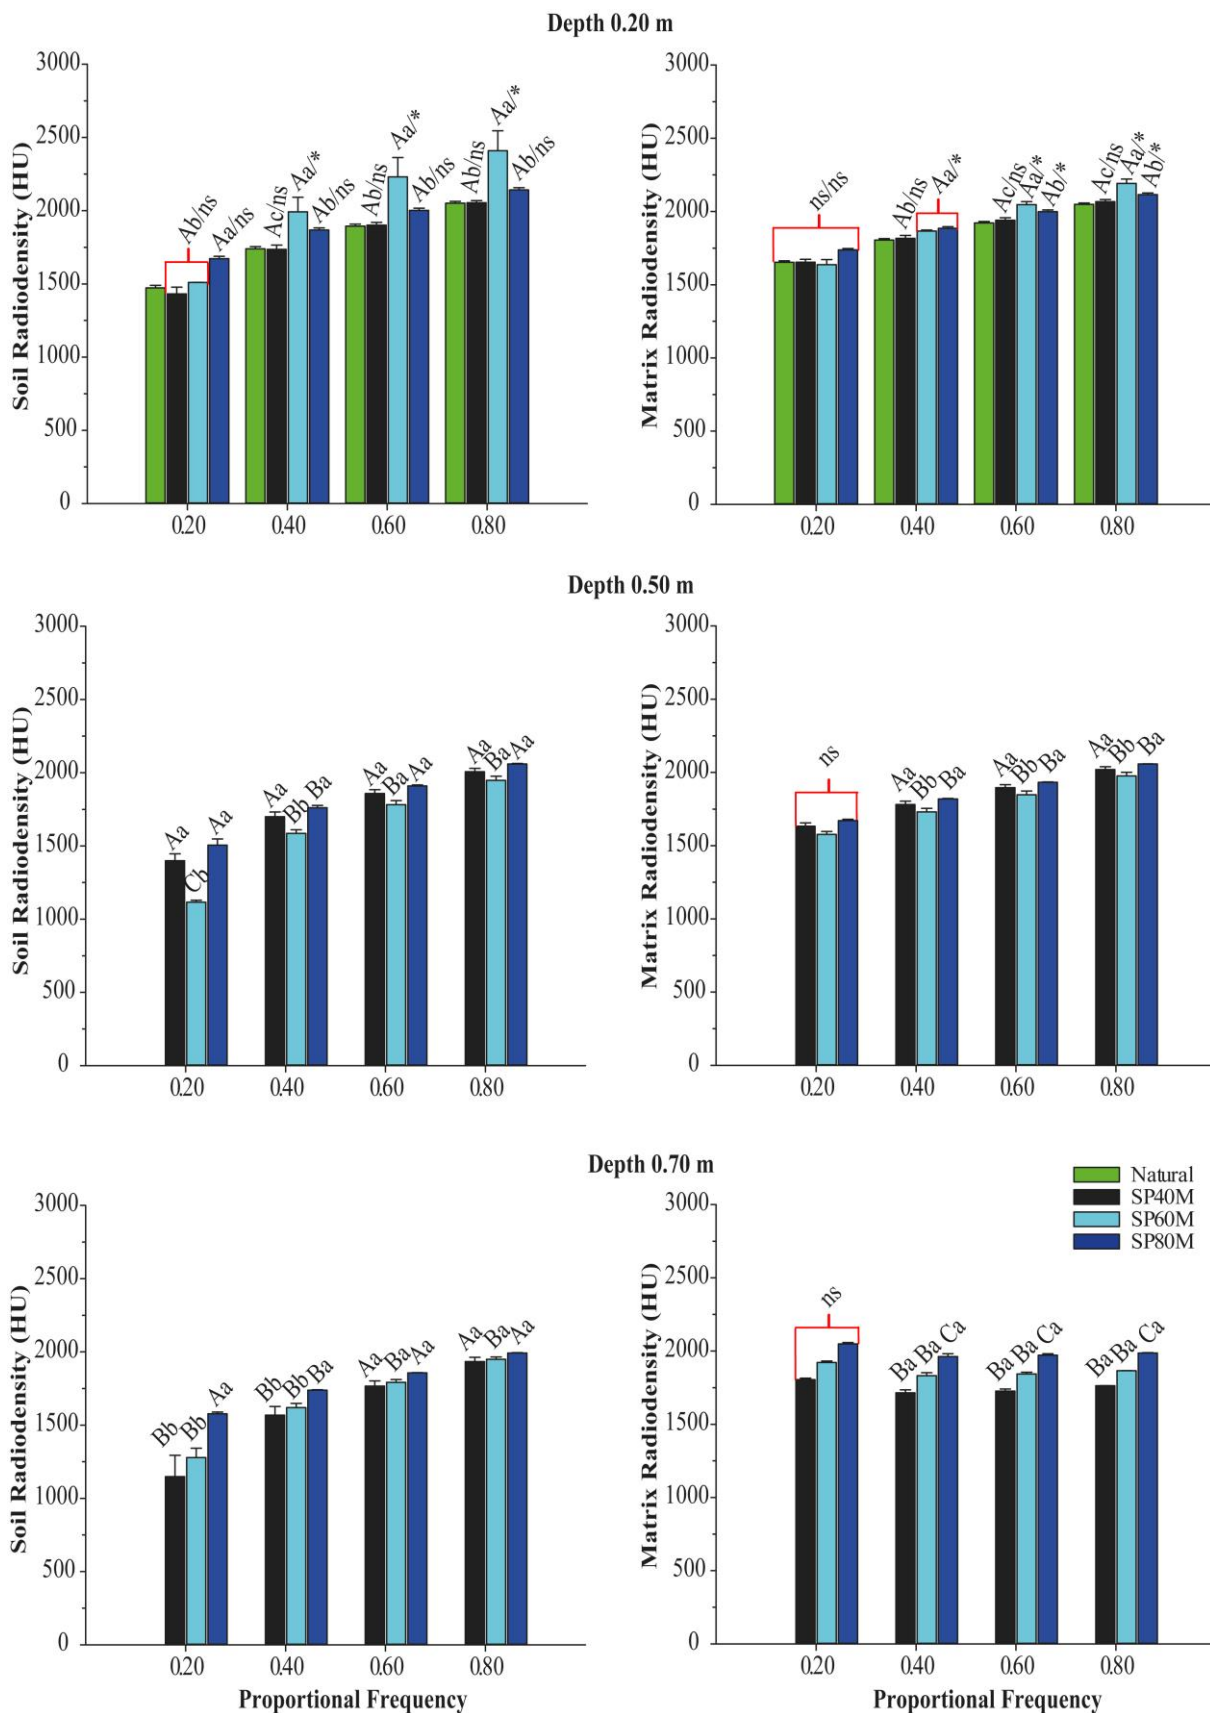 Depth 0.20 m
Soil Radiodensity (HU)
3000
2500
2000
1500
1000
500
0
Ab/ns
Aa/ns
Ac/ns
Aa/*
Ab/ns
Ab/ns
Aa/*
Ab/ns
Ab/ns
Aa/*
Ab/ns
0.20 0.40 0.60 0.80
Matrix Radiodensity (HU)
3000
2500
2000
1500
1000
500
0
ns/ns
Ab/ns
Aa/*
Ac/ns
Aa/*
Ab/*
Ac/ns
Aa/*
Ab/*
0.20 0.40 0.60 0.80
Depth 0.50 m
Soil Radiodensity (HU)
3000
2500
2000
1500
1000
500
0
Aa Cb Aa
Aa Bb Ba
Aa Ba Aa
Aa Ba Aa
0.20 0.40 0.60 0.80
Matrix Radiodensity (HU)
3000
2500
2000
1500
1000
500
0
ns
Aa Bb Ba
Aa Bb Ba
Aa Bb Ba
0.20 0.40 0.60 0.80
Depth 0.70 m
Soil Radiodensity (HU)
3000
2500
2000
1500
1000
500
0
Bb Bb Aa
Bb Bb Ba
Aa Ba Aa
Aa Ba Aa
0.20 0.40 0.60 0.80
Proportional Frequency
Natural
SP40M
SP60M
SP80M
Matrix Radiodensity (HU)
3000
2500
2000
1500
1000
500
0
ns
Ba Ba Ca
Ba Ba Ca
Ba Ba Ca
0.20 0.40 0.60 0.80
Proportional Frequency